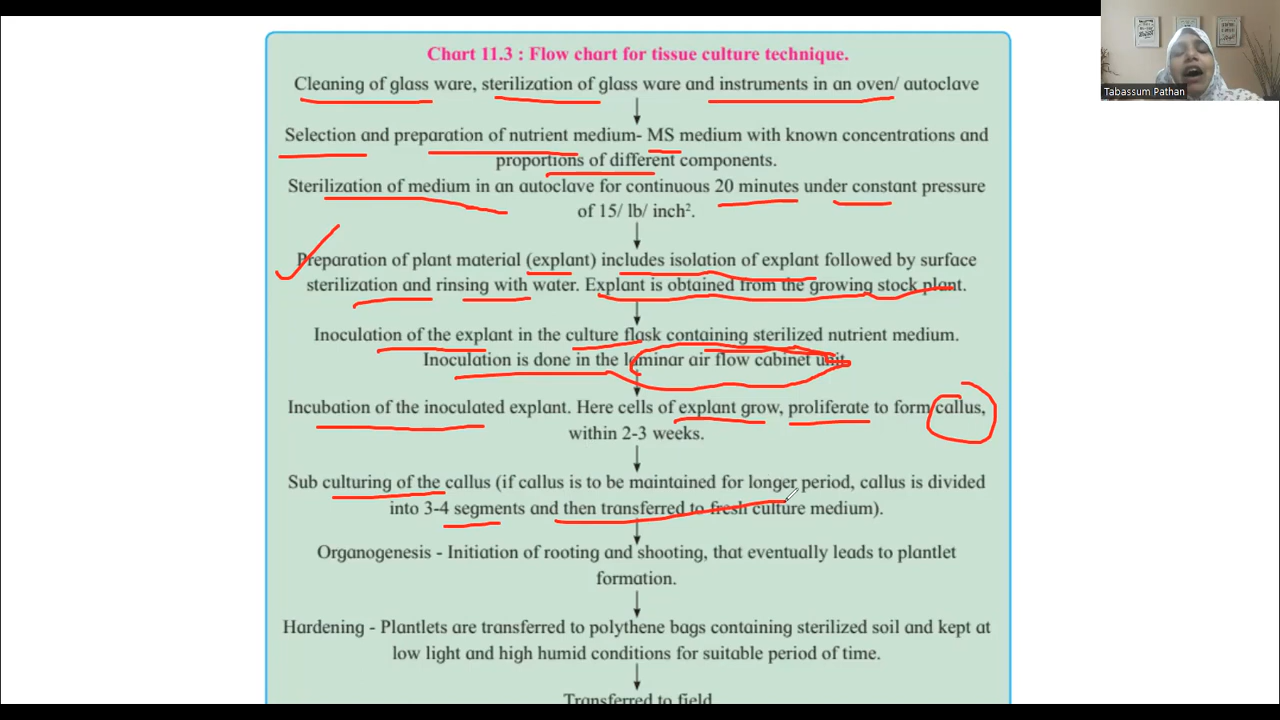 Chart 11.3 : Flow chart for tissue culture technique.
Cleaning of glass ware, sterilization of glass ware and instruments in an oven/ autoclave
Selection and preparation of nutrient medium- MS medium with known concentrations and
proportions of different components.
Sterilization of medium in an autoclave for continuous 20 minutes under constant pressure
of 15/ lb/ inch².
Preparation of plant material (explant) includes isolation of explant followed by surface
sterilization and rinsing with water. Explant is obtained from the growing stock plant.
Inoculation of the explant in the culture flask containing sterilized nutrient medium.
Inoculation is done in the laminar air flow cabinet unit.
Incubation of the inoculated explant. Here cells of explant grow, proliferate to form callus,
within 2-3 weeks.
Sub culturing of the callus (if callus is to be maintained for longer period, callus is divided
into 3-4 segments and then transferred to fresh culture medium).
Organogenesis - Initiation of rooting and shooting, that eventually leads to plantlet
formation.
Hardening - Plantlets are transferred to polythene bags containing sterilized soil and kept at
low light and high humid conditions for suitable period of time.
Transferred to field
Tabassum Pathan